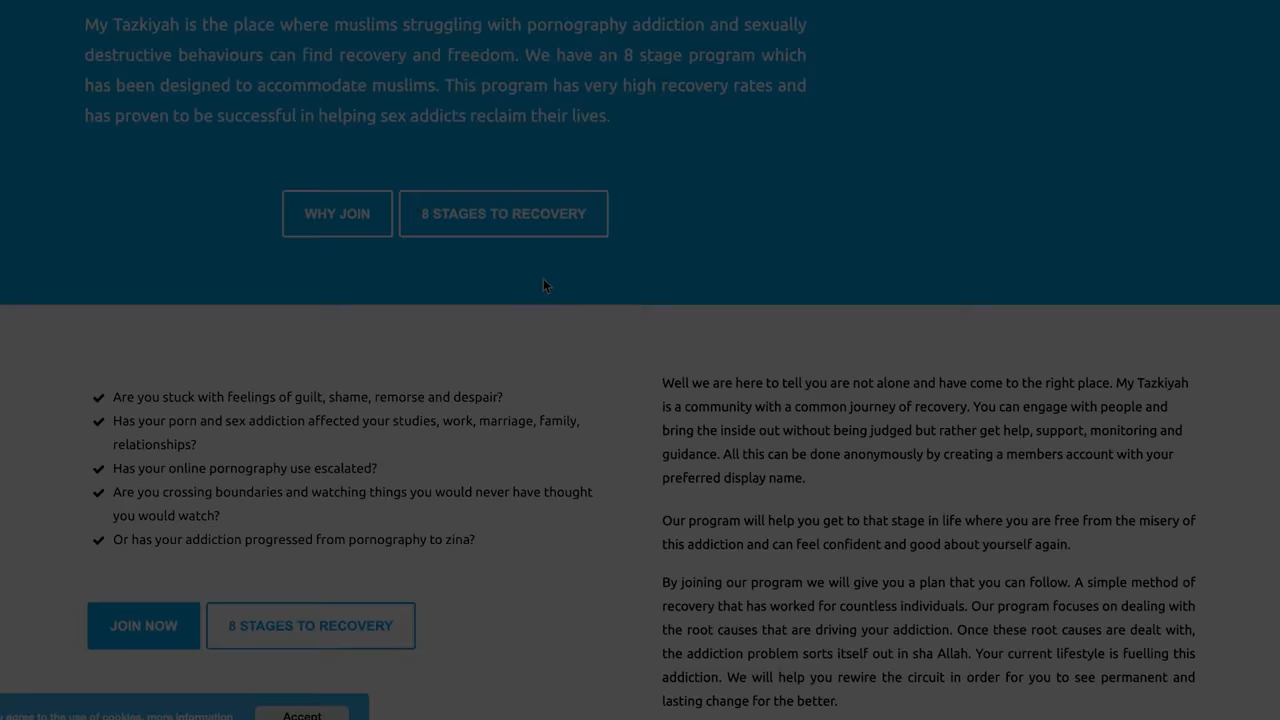 My Tazkiyah is the place where muslims struggling with pornography addiction and sexually
destructive behaviours can find recovery and freedom. We have an 8 stage program which
has been designed to accommodate muslims. This program has very high recovery rates and
has proven to be successful in helping sex addicts reclaim their lives.
WHY JOIN
8 STAGES TO RECOVERY
Are you stuck with feelings of guilt, shame, remorse and despair?
Has your porn and sex addiction affected your studies, work, marriage, family,
relationships?
Has your online pornography use escalated?
Are you crossing boundaries and watching things you would never have thought
you would watch?
Or has your addiction progressed from pornography to zina?
JOIN NOW
8 STAGES TO RECOVERY
Well we are here to tell you are not alone and have come to the right place. My Tazkiyah
is a community with a common journey of recovery. You can engage with people and
bring the inside out without being judged but rather get help, support, monitoring and
guidance. All this can be done anonymously by creating a members account with your
preferred display name.
Our program will help you get to that stage in life where you are free from the misery of
this addiction and can feel confident and good about yourself again.
By joining our program we will give you a plan that you can follow. A simple method of
recovery that has worked for countless individuals. Our program focuses on dealing with
the root causes that are driving your addiction. Once these root causes are dealt with,
the addiction problem sorts itself out in sha Allah. Your current lifestyle is fuelling this
addiction. We will help you rewire the circuit in order for you to see permanent and
lasting change for the better.
agree to the use of cookies. more information
Accept